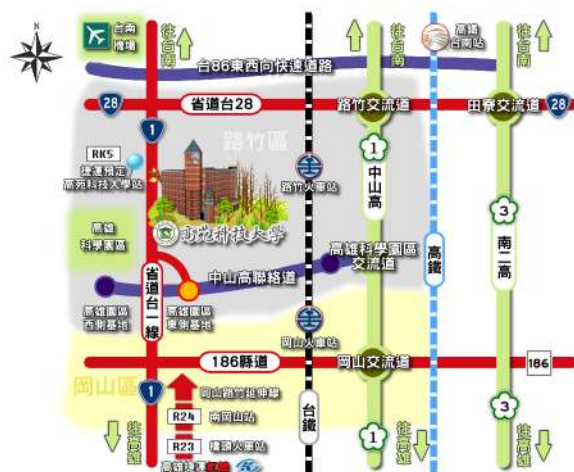 台南
機場
往台南
往台南
高鐵
台南站
往台南
往台南
台86東西向快速道路
28
省道台28
路竹交流道
田寮交流道
28
1
路竹區
RK5
捷運預定
高苑科技大學站
路竹火車站
1
中山高
高苑科技大學
3
南二高
高雄
科學園區
高雄科學園區
交流道
高鐵
中山高聯絡道
省道台一線
高雄園區
西側基地
高雄園區
東側基地
岡山火車站
186縣道
岡山交流道
186
岡山區
1
岡山路竹延伸線
R24
南岡山站
台鐵
3
往高雄
R23
橋頭火車站
1
往高雄
往高雄
往高雄
高雄捷運紅線